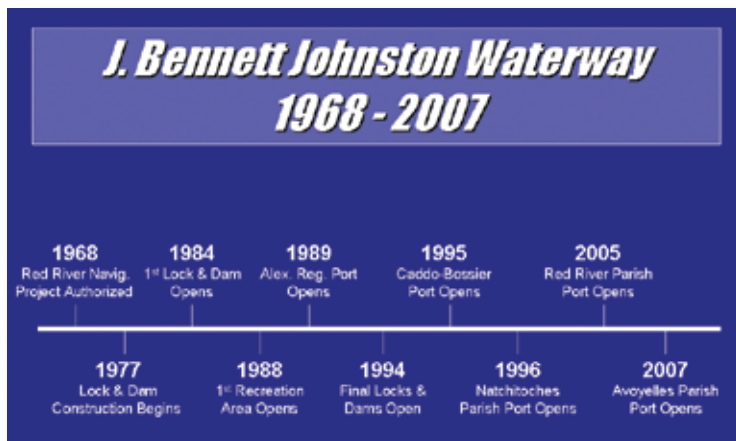 J. Bennett Johnston Waterway
1968 - 2007
1968
Red River Navig.
Project Authorized
1984
1st Lock & Dam
Opens
1989
Alex. Reg. Port
Opens
1995
Caddo-Bossier
Port Opens
2005
Red River Parish
Port Opens
1977
Lock & Dam
Construction Begins
1988
1st Recreation
Area Opens
1994
Final Locks &
Dams Open
1996
Natchitoches
Parish Port Opens
2007
Avoyelles Parish
Port Opens